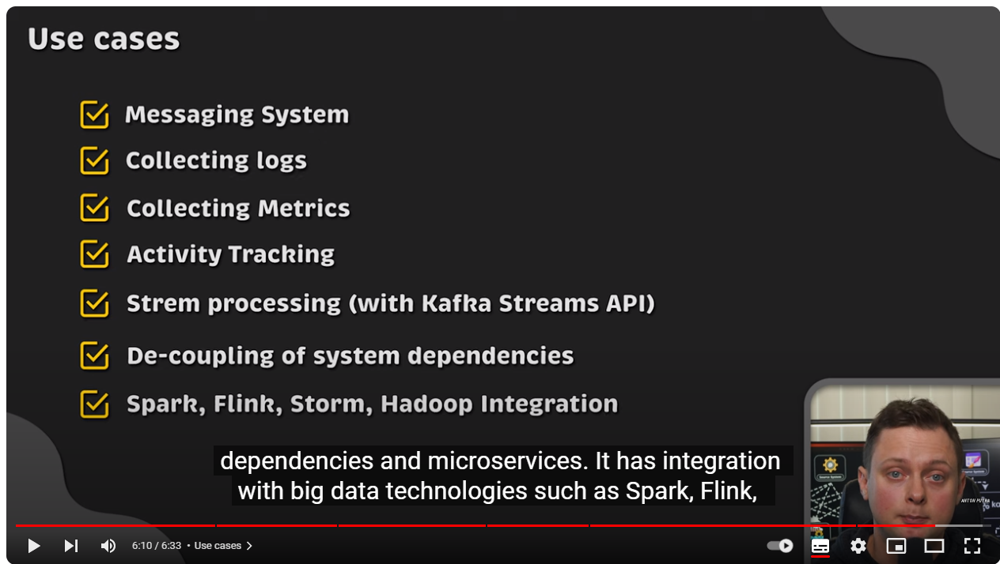 Use cases
Messaging System
Collecting logs
Collecting Metrics
Activity Tracking
Strem processing (with Kafka Streams API)
De-coupling of system dependencies
Spark, Flink, Storm, Hadoop Integration
dependencies and microservices. It has integration
with big data technologies such as Spark, Flink,
ANTON PUTRA
6:10 / 6:33 • Use cases